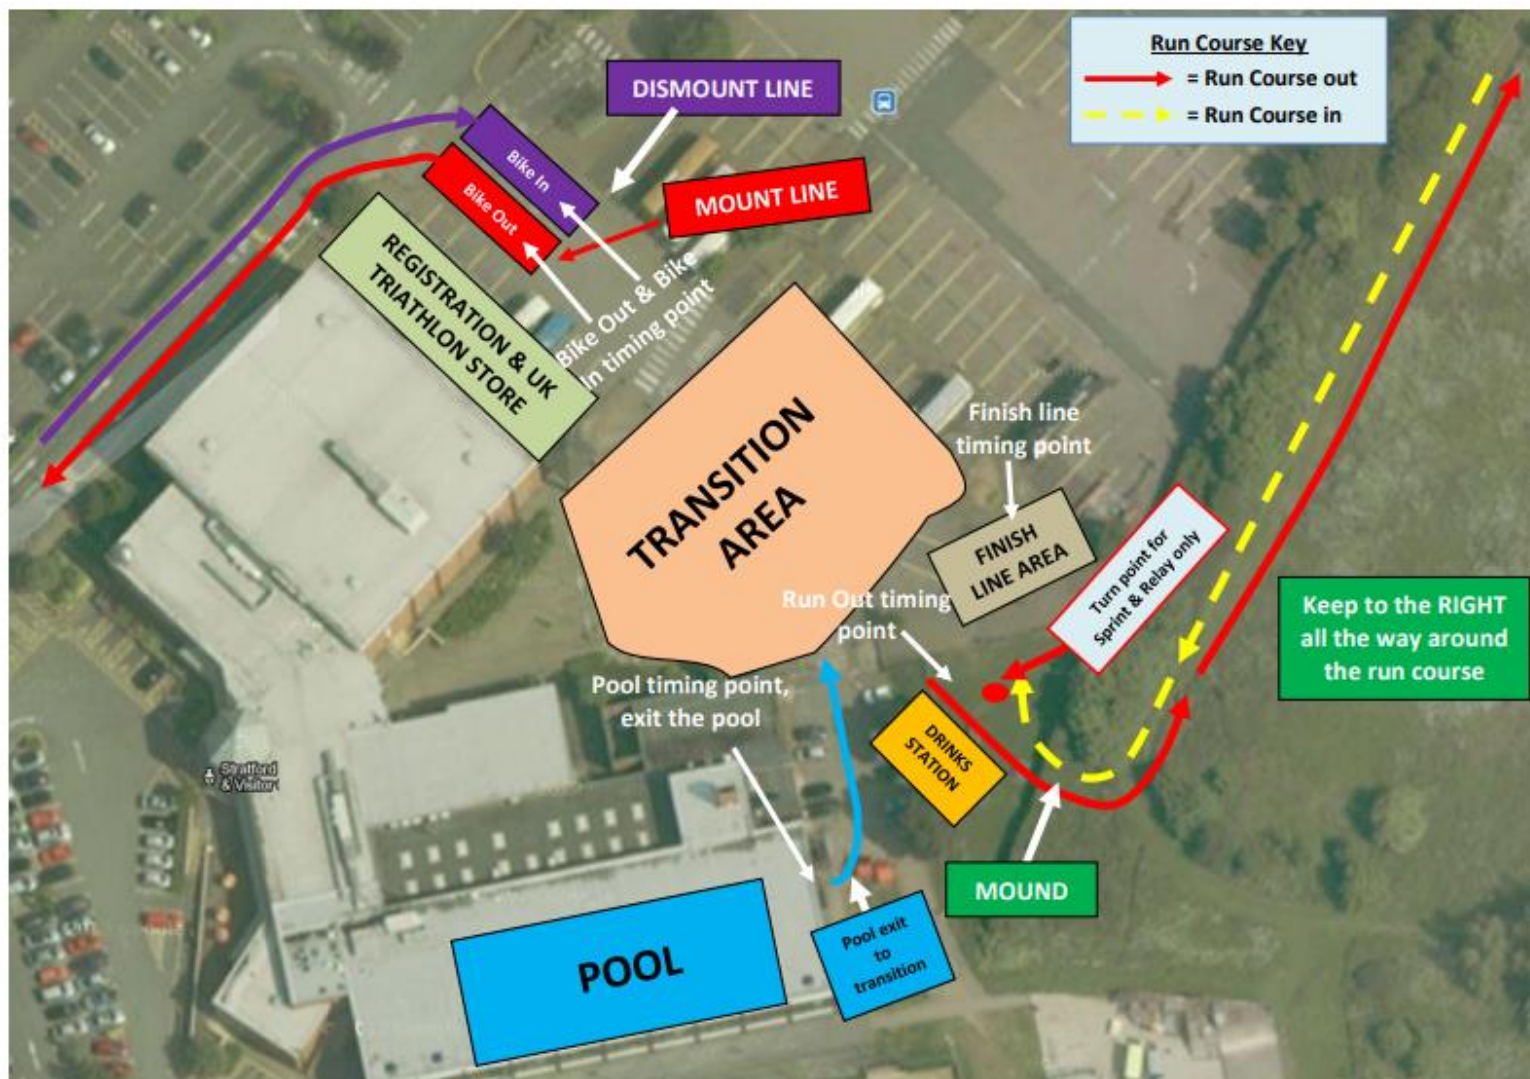 Run Course Key
= Run Course out
= Run Course in
DISMOUNT LINE
Bike In
MOUNT LINE
Bike Out
REGISTRATION & UK
TRIATHLON STORE
Bike Out & Bike
In timing point
TRANSITION
AREA
Finish line
timing point
FINISH
LINE AREA
Turn point for
Sprint & Relay only
Keep to the RIGHT
all the way around
the run course
Run Out timing
point
Pool timing point,
exit the pool
DRINKS
STATION
Stratford
& Visitor
MOUND
POOL
Pool exit
to
transition